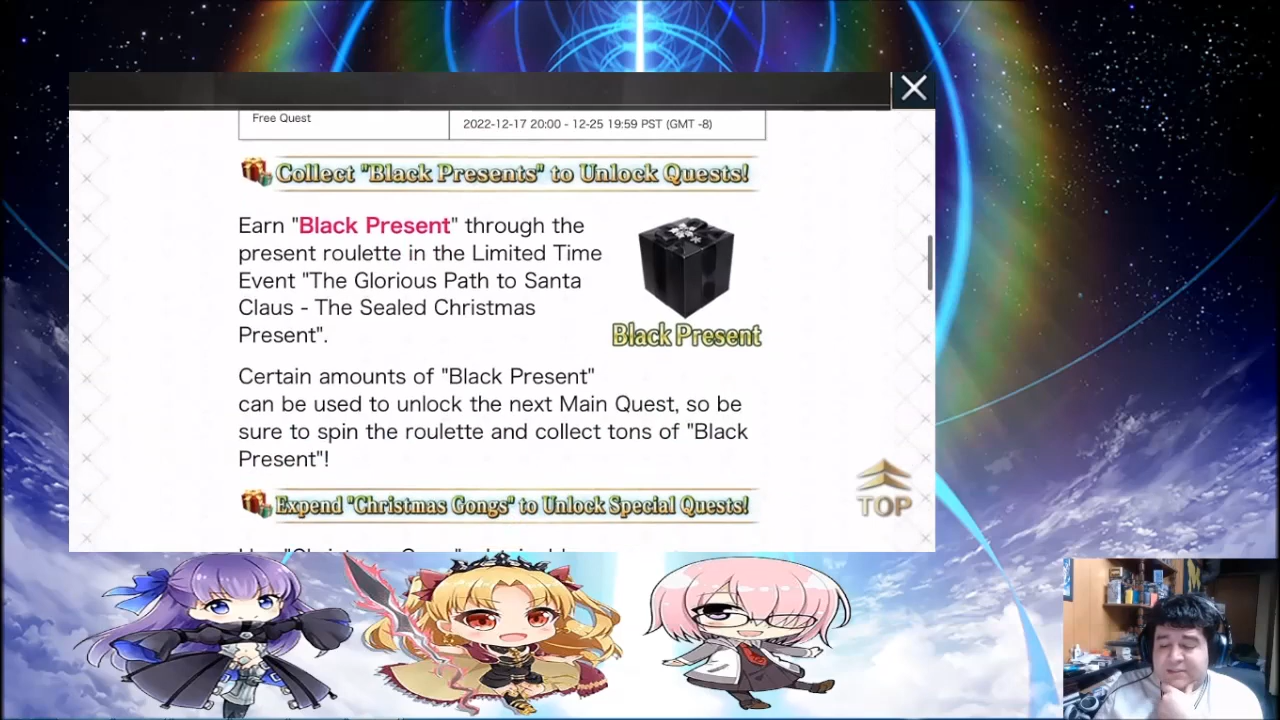 Free Quest
2022-12-17 20:00 - 12-25 19:59 PST (GMT -8)
Collect "Black Presents" to Unlock Quests!
Earn "Black Present" through the
present roulette in the Limited Time
Event "The Glorious Path to Santa
Claus - The Sealed Christmas
Present".
Black Present
Certain amounts of "Black Present"
can be used to unlock the next Main Quest, so be
sure to spin the roulette and collect tons of "Black
Present"!
TOP
Expend "Christmas Gongs" to Unlock Special Quests!